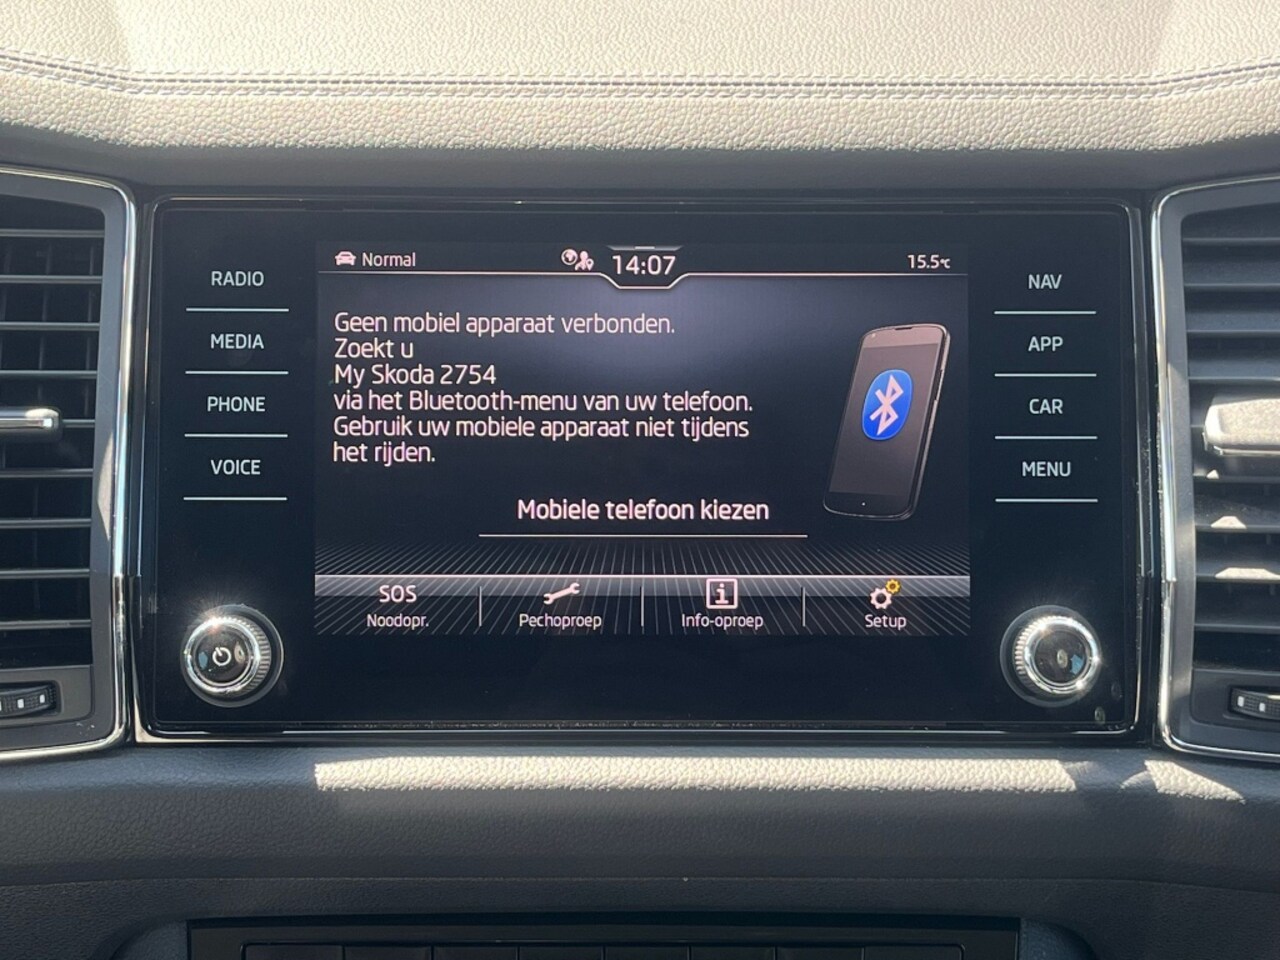 Normal
14:07
15.5°C
RADIO
MEDIA
PHONE
VOICE
Geen mobiel apparaat verbonden.
Zoekt u
My Skoda 2754
via het Bluetooth-menu van uw telefoon.
Gebruik uw mobiele apparaat niet tijdens
het rijden.
Mobiele telefoon kiezen
NAV
APP
CAR
MENU
SOS
Noodopr.
Pechoproep
Info-oproep
Setup